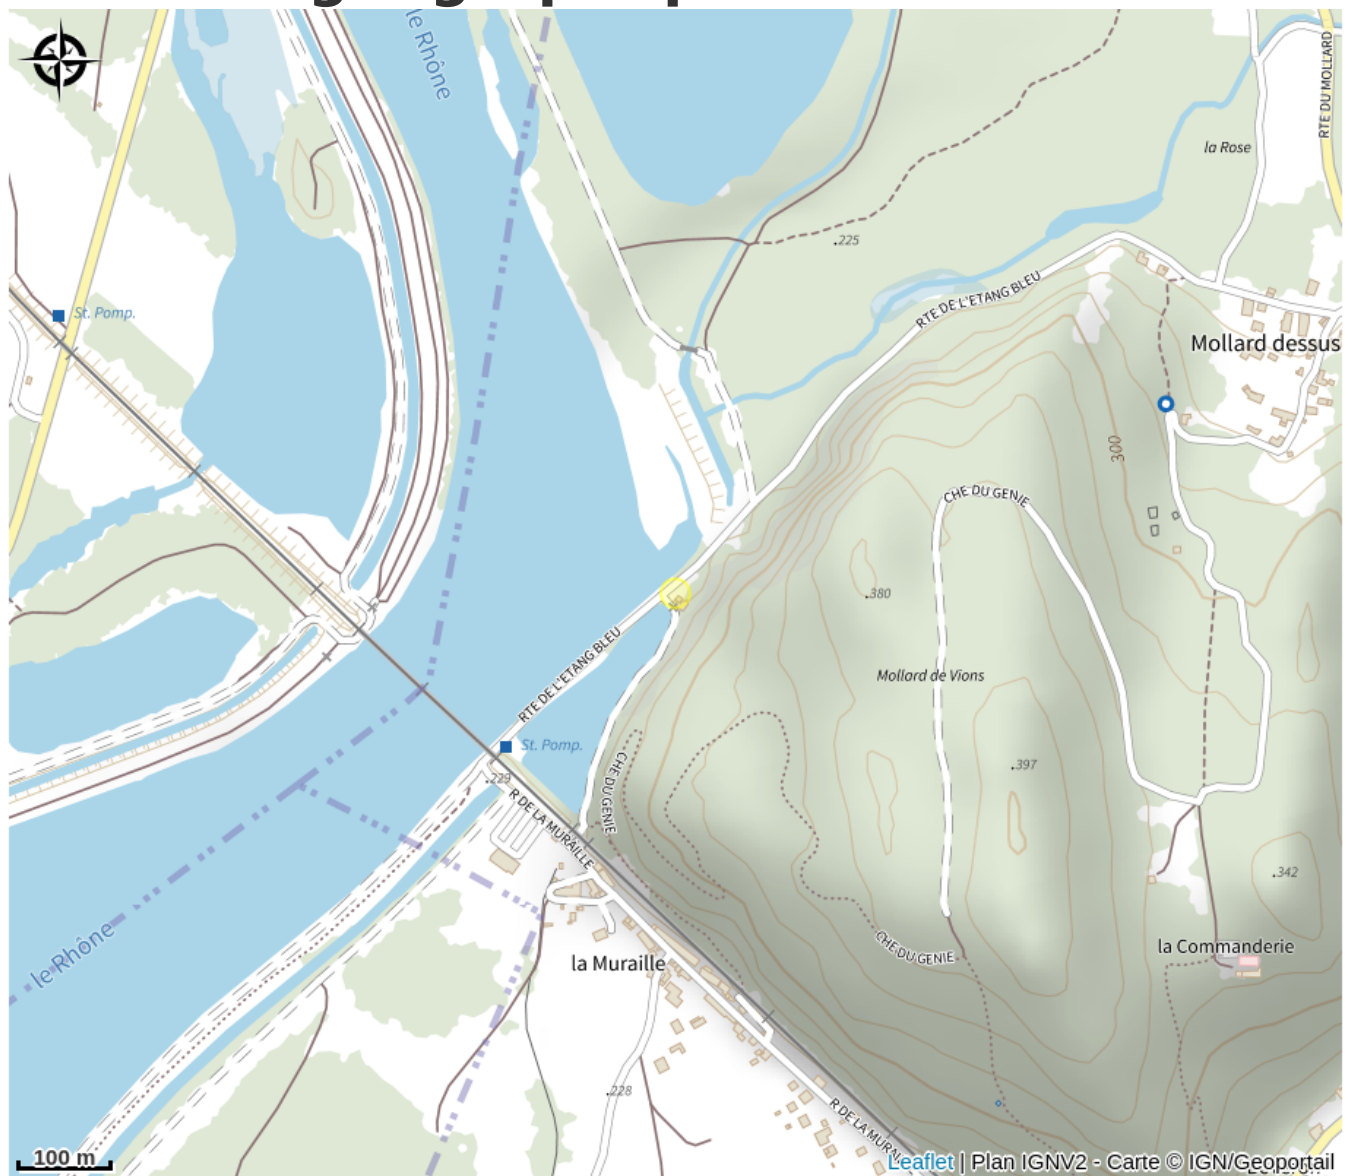 le Rhône
RTE DU MOLLARD
la Rose
.225
RTE DE L'ETANG BLEU
St. Pomp.
Mollard dessus
300
CHE DU GENIE
.380
RTE DE L'ETANG BLEU
Mollard de Vions
St. Pomp.
.397
.229
CHE DU GENIE
R DE LA MURAILLE
.342
CHE DU GENIE
le Rhône
la Commanderie
la Muraille
.228
R DE LA MURAI
100 m
Leaflet | Plan IGNV2 - Carte © IGN/Geoportail